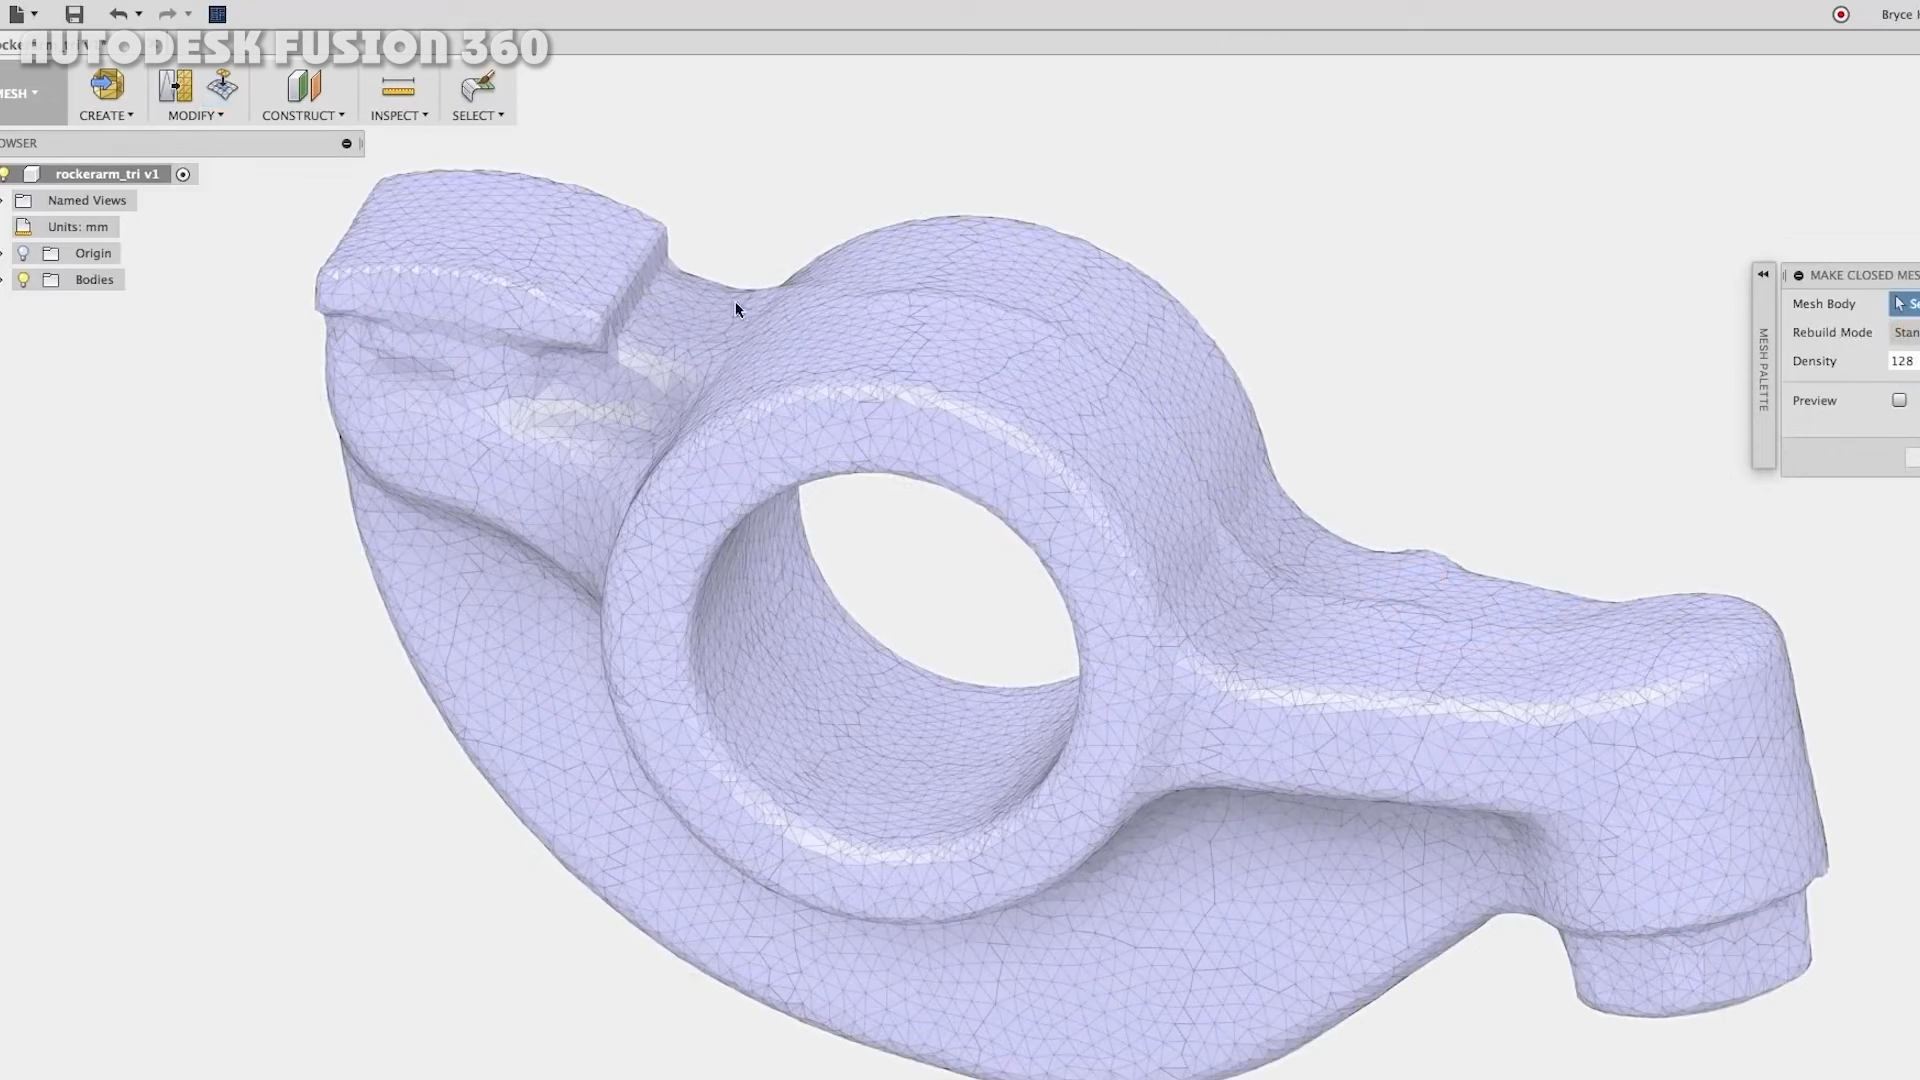 Bryce
AUTODESK FUSION 360
MESH
CREATE
MODIFY
CONSTRUCT
INSPECT
SELECT
OWSER
rockerarm_tri v1
Named Views
Units: mm
Origin
Bodies
MESH PALETTE
MAKE CLOSED MES
Mesh Body
Se
Rebuild Mode
Stan
Density
128
Preview